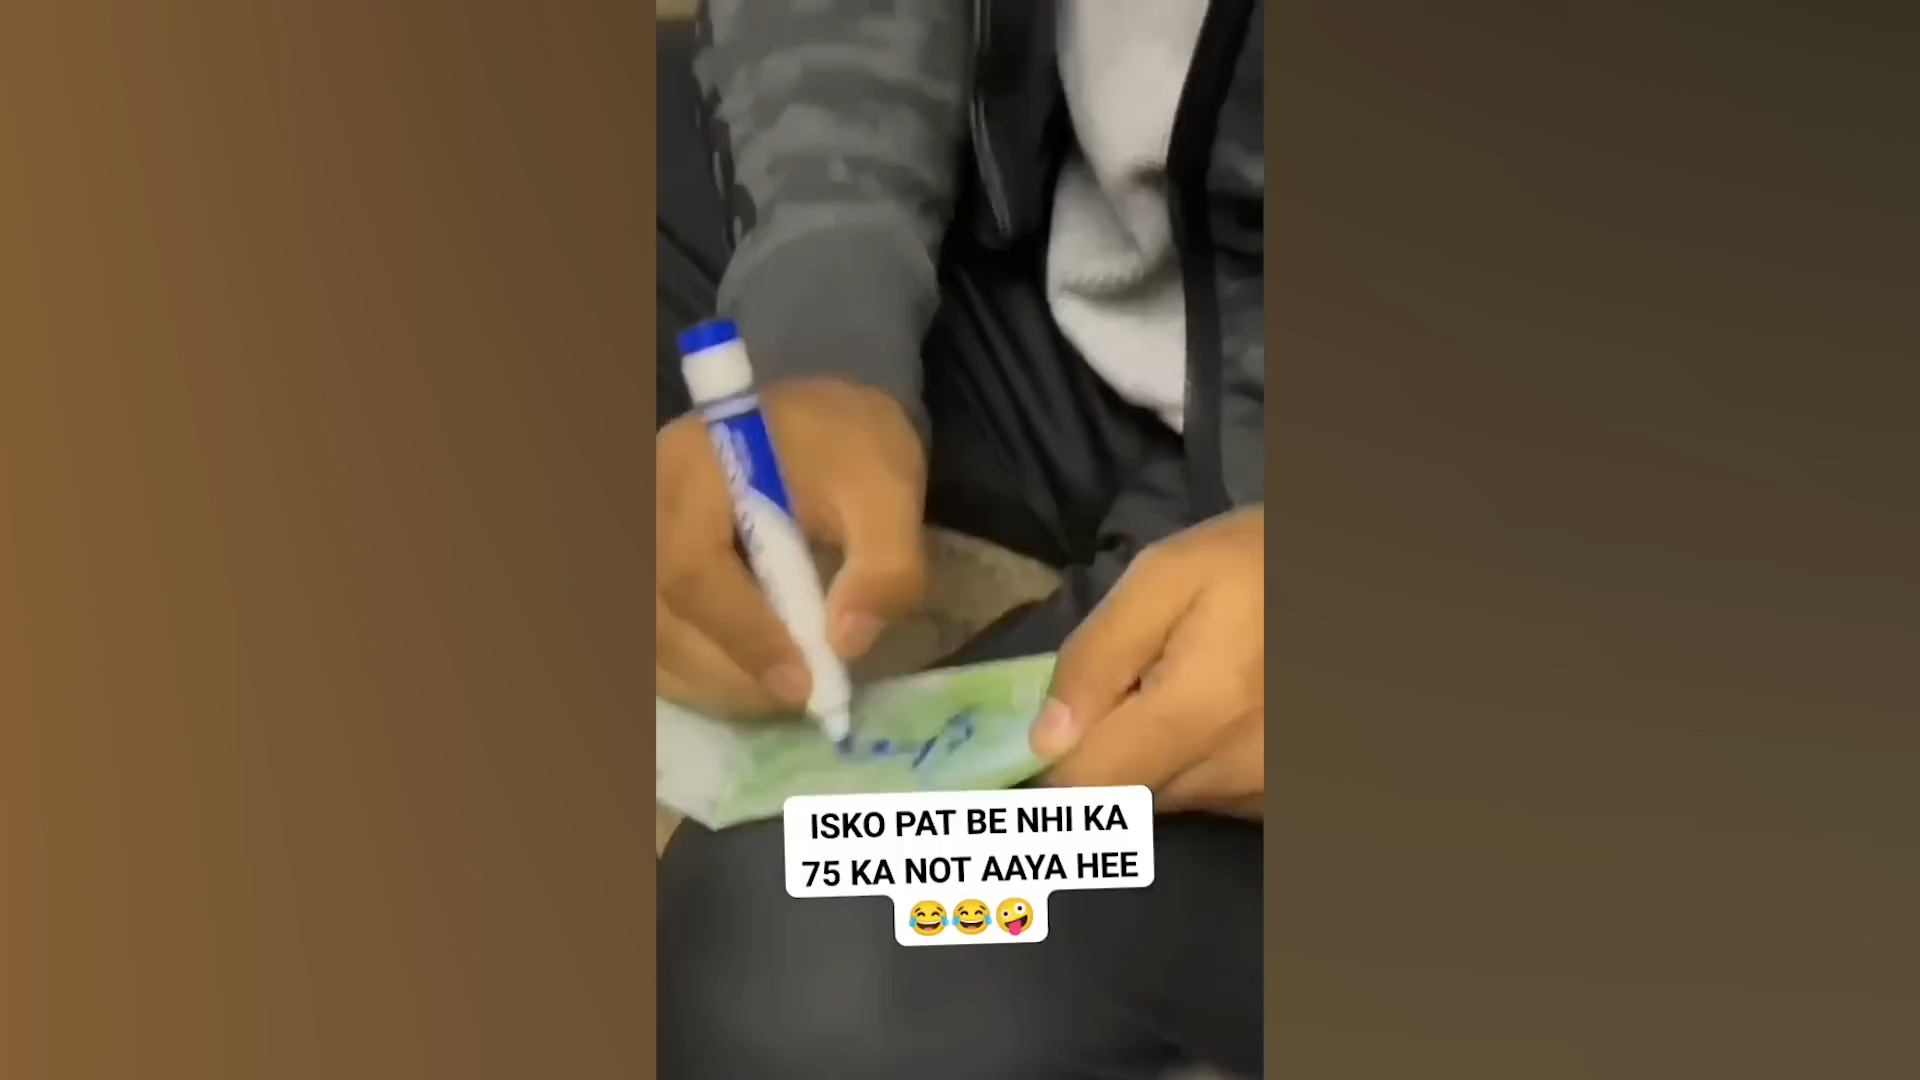 ISKO PAT BE NHI KA
75 KA NOT AAYA HEE
😂😂🤪